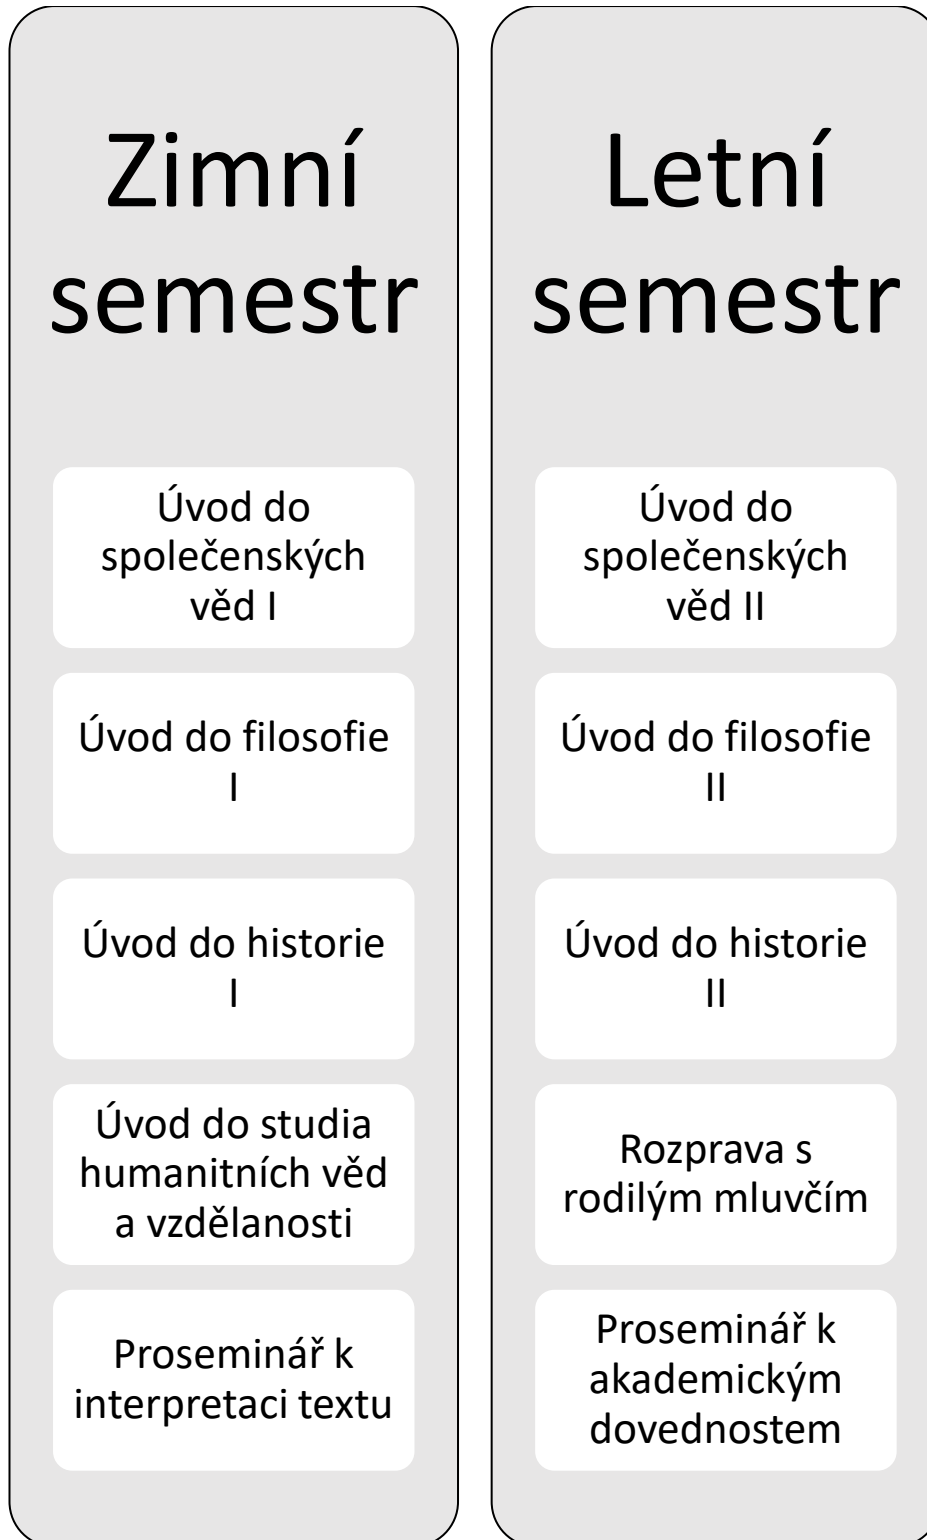 Zimní
semestr
Úvod do
společenských
věd I
Úvod do filosofie
I
Úvod do historie
I
Úvod do studia
humanitních věd
a vzdělanosti
Proseminář k
interpretaci textu
Letní
semestr
Úvod do
společenských
věd II
Úvod do filosofie
II
Úvod do historie
II
Rozprava s
rodilým mluvčím
Proseminář k
akademickým
dovednostem